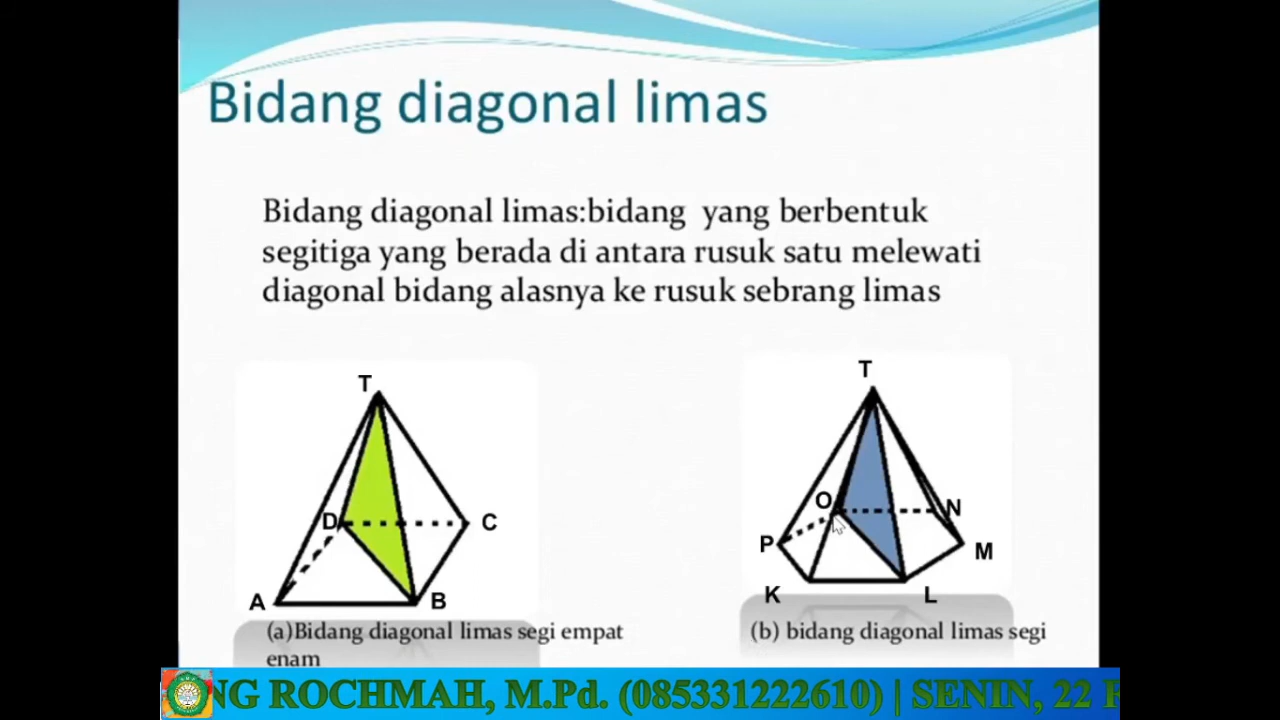 Bidang diagonal limas
Bidang diagonal limas:bidang yang berbentuk
segitiga yang berada di antara rusuk satu melewati
diagonal bidang alasnya ke rusuk sebrang limas
T
D
C
A
B
(a)Bidang diagonal limas segi empat
enam
T
O
N
P
M
K
L
(b) bidang diagonal limas segi
NG ROCHMAH, M.Pd. (085331222610) | SENIN, 22 F